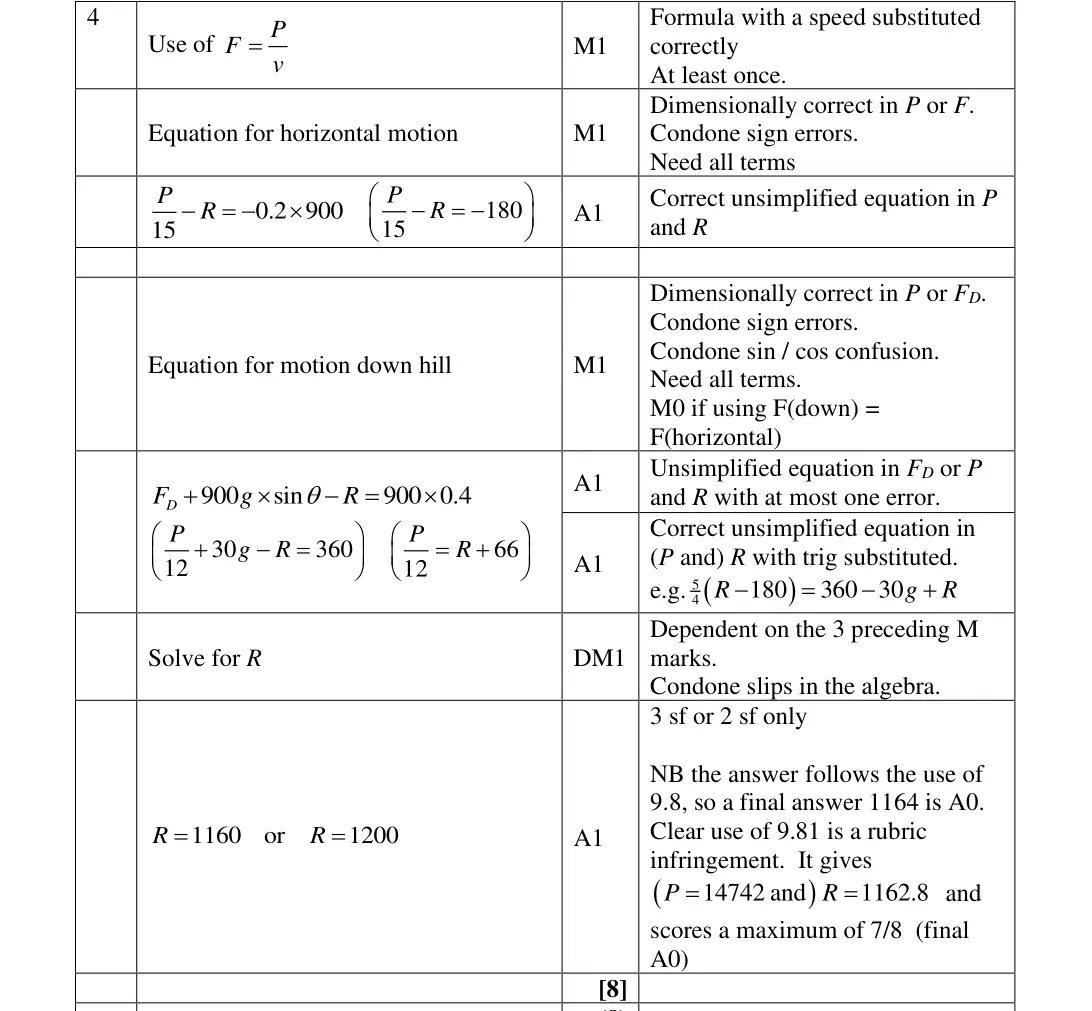 4
Use of F = P/v
M1
Formula with a speed substituted
correctly
At least once.
Equation for horizontal motion
M1
Dimensionally correct in P or F.
Condone sign errors.
Need all terms
P/15 − R = −0.2×900 (P/15 − R = −180)
A1
Correct unsimplified equation in P
and R
Equation for motion down hill
M1
Dimensionally correct in P or F_D.
Condone sign errors.
Condone sin / cos confusion.
Need all terms.
M0 if using F(down) =
F(horizontal)
F_D + 900g × sin θ − R = 900×0.4
(P/12 + 30g − R = 360) (P/12 = R + 66)
A1
Unsimplified equation in F_D or P
and R with at most one error.
A1
Correct unsimplified equation in
(P and) R with trig substituted.
e.g. 5/4(R−180) = 360 − 30g + R
Solve for R
DM1
Dependent on the 3 preceding M
marks.
Condone slips in the algebra.
R = 1160 or R = 1200
A1
3 sf or 2 sf only
NB the answer follows the use of
9.8, so a final answer 1164 is A0.
Clear use of 9.81 is a rubric
infringement. It gives
(P = 14742 and) R = 1162.8 and
scores a maximum of 7/8 (final
A0)
[8]